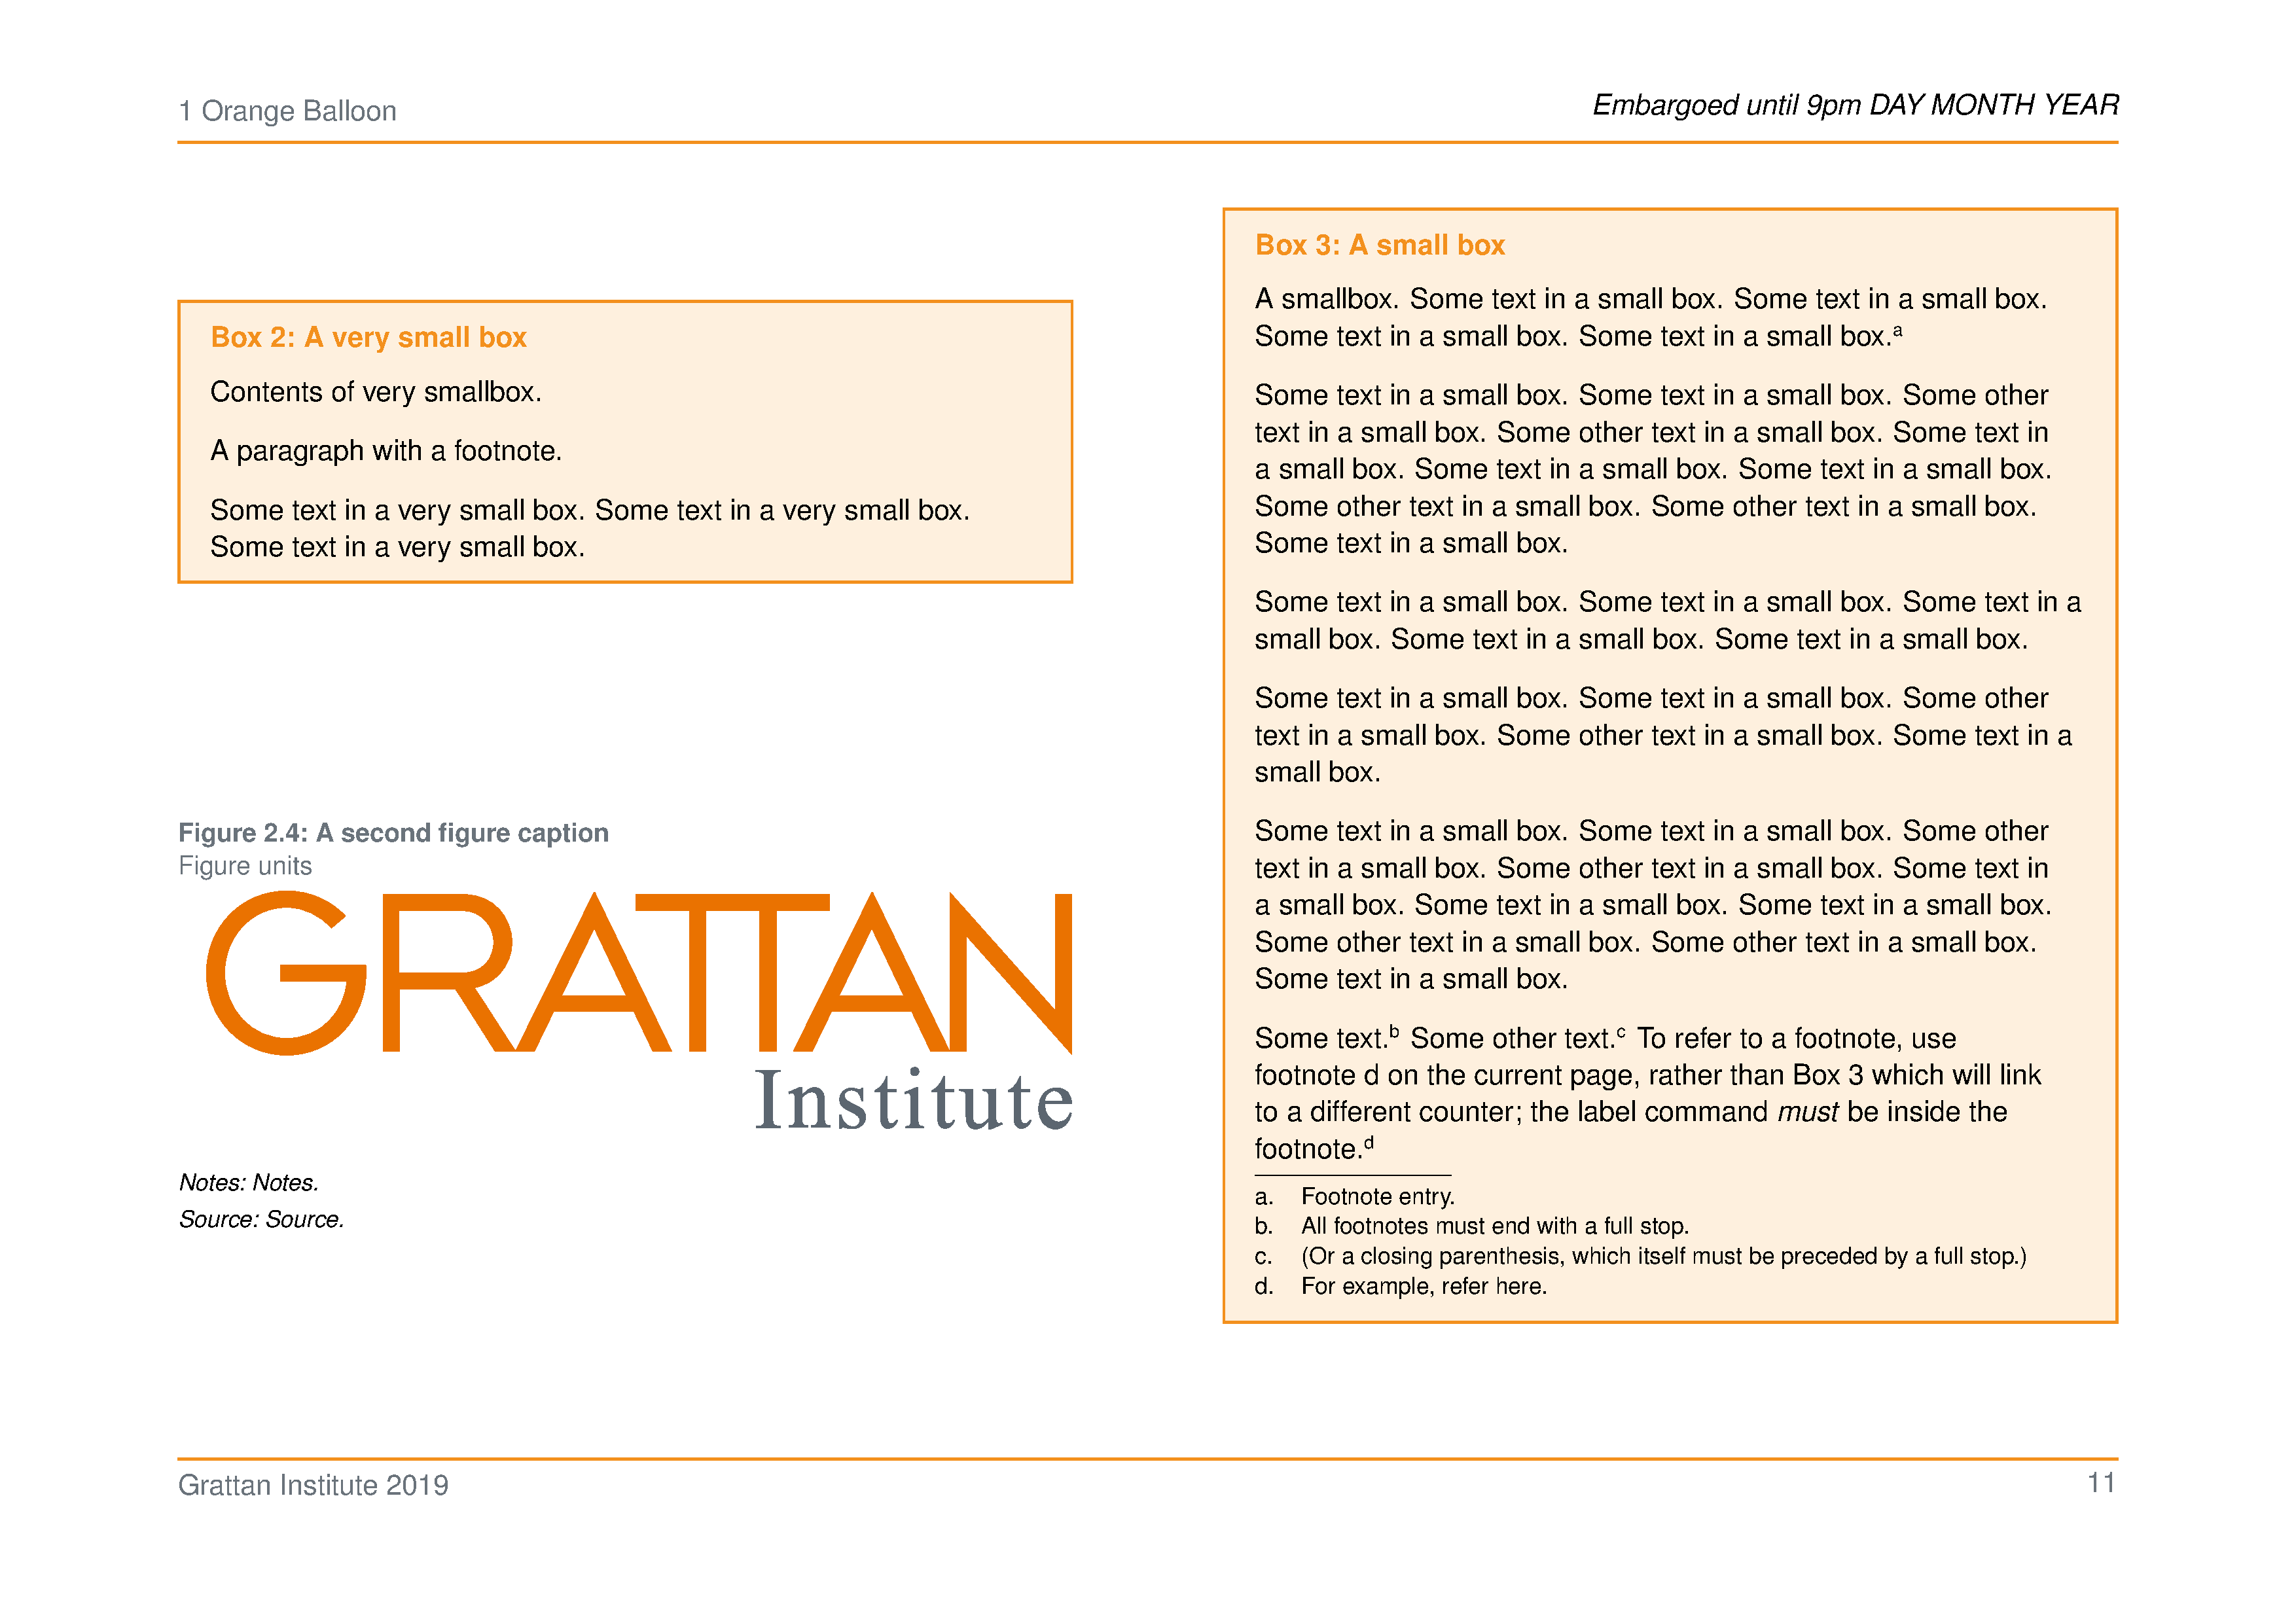 1 Orange Balloon
Embargoed until 9pm DAY MONTH YEAR
Box 2: A very small box
Contents of very smallbox.
A paragraph with a footnote.
Some text in a very small box. Some text in a very small box.
Some text in a very small box.
Figure 2.4: A second figure caption
Figure units
GRATTAN
Institute
Notes: Notes.
Source: Source.
Box 3: A small box
A smallbox. Some text in a small box. Some text in a small box.
Some text in a small box. Some text in a small box.a
Some text in a small box. Some text in a small box. Some other
text in a small box. Some other text in a small box. Some text in
a small box. Some text in a small box. Some text in a small box.
Some other text in a small box. Some other text in a small box.
Some text in a small box.
Some text in a small box. Some text in a small box. Some text in a
small box. Some text in a small box. Some text in a small box.
Some text in a small box. Some text in a small box. Some other
text in a small box. Some other text in a small box. Some text in a
small box.
Some text in a small box. Some text in a small box. Some other
text in a small box. Some other text in a small box. Some text in
a small box. Some text in a small box. Some text in a small box.
Some other text in a small box. Some other text in a small box.
Some text in a small box.
Some text.b Some other text.c To refer to a footnote, use
footnote d on the current page, rather than Box 3 which will link
to a different counter; the label command must be inside the
footnote.d
a. Footnote entry.
b. All footnotes must end with a full stop.
c. (Or a closing parenthesis, which itself must be preceded by a full stop.)
d. For example, refer here.
Grattan Institute 2019
11